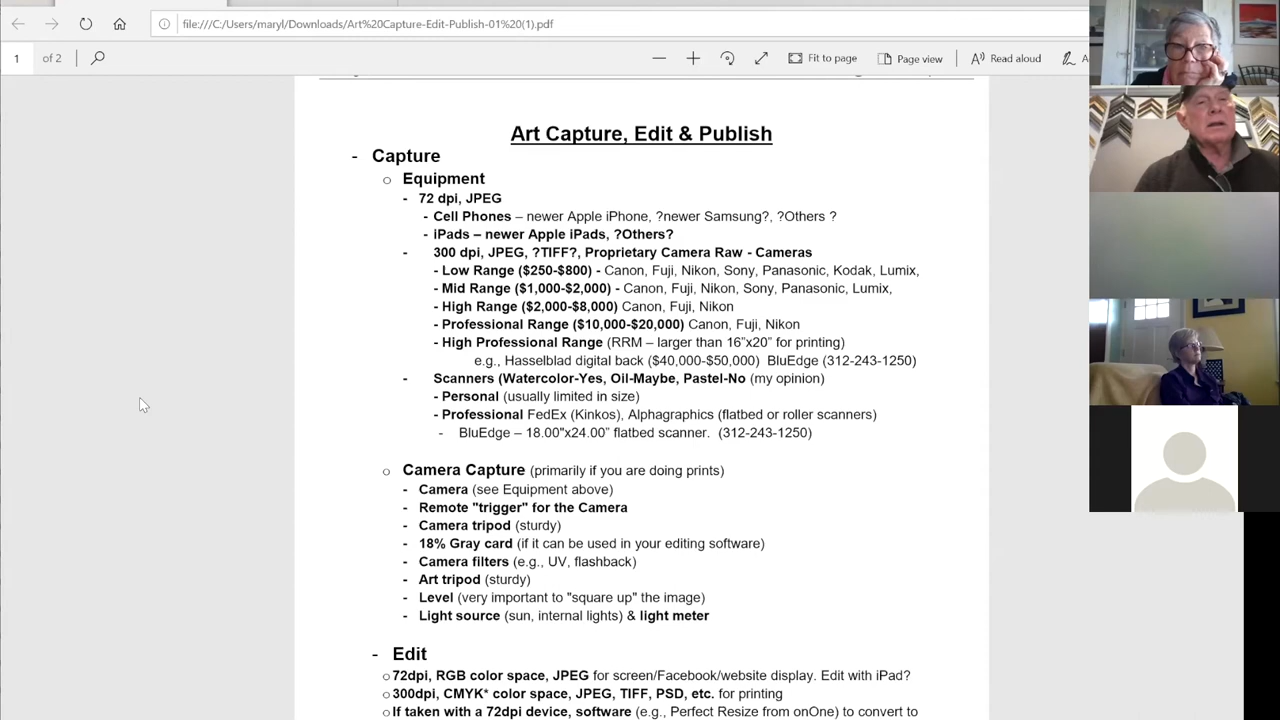 file:///C:/Users/maryl/Downloads/Art%20Capture-Edit-Publish-01%20(1).pdf
1 of 2 Fit to page Page view Read aloud
Art Capture, Edit & Publish
- Capture
o Equipment
- 72 dpi, JPEG
- Cell Phones – newer Apple iPhone, ?newer Samsung?, ?Others ?
- iPads – newer Apple iPads, ?Others?
- 300 dpi, JPEG, ?TIFF?, Proprietary Camera Raw - Cameras
- Low Range ($250-$800) - Canon, Fuji, Nikon, Sony, Panasonic, Kodak, Lumix,
- Mid Range ($1,000-$2,000) - Canon, Fuji, Nikon, Sony, Panasonic, Lumix,
- High Range ($2,000-$8,000) Canon, Fuji, Nikon
- Professional Range ($10,000-$20,000) Canon, Fuji, Nikon
- High Professional Range (RRM – larger than 16”x20” for printing)
e.g., Hasselblad digital back ($40,000-$50,000) BluEdge (312-243-1250)
- Scanners (Watercolor-Yes, Oil-Maybe, Pastel-No (my opinion)
- Personal (usually limited in size)
- Professional FedEx (Kinkos), Alphagraphics (flatbed or roller scanners)
- BluEdge – 18.00”x24.00” flatbed scanner. (312-243-1250)
o Camera Capture (primarily if you are doing prints)
- Camera (see Equipment above)
- Remote "trigger" for the Camera
- Camera tripod (sturdy)
- 18% Gray card (if it can be used in your editing software)
- Camera filters (e.g., UV, flashback)
- Art tripod (sturdy)
- Level (very important to "square up" the image)
- Light source (sun, internal lights) & light meter
- Edit
o 72dpi, RGB color space, JPEG for screen/Facebook/website display. Edit with iPad?
o 300dpi, CMYK* color space, JPEG, TIFF, PSD, etc. for printing
o If taken with a 72dpi device, software (e.g., Perfect Resize from onOne) to convert to